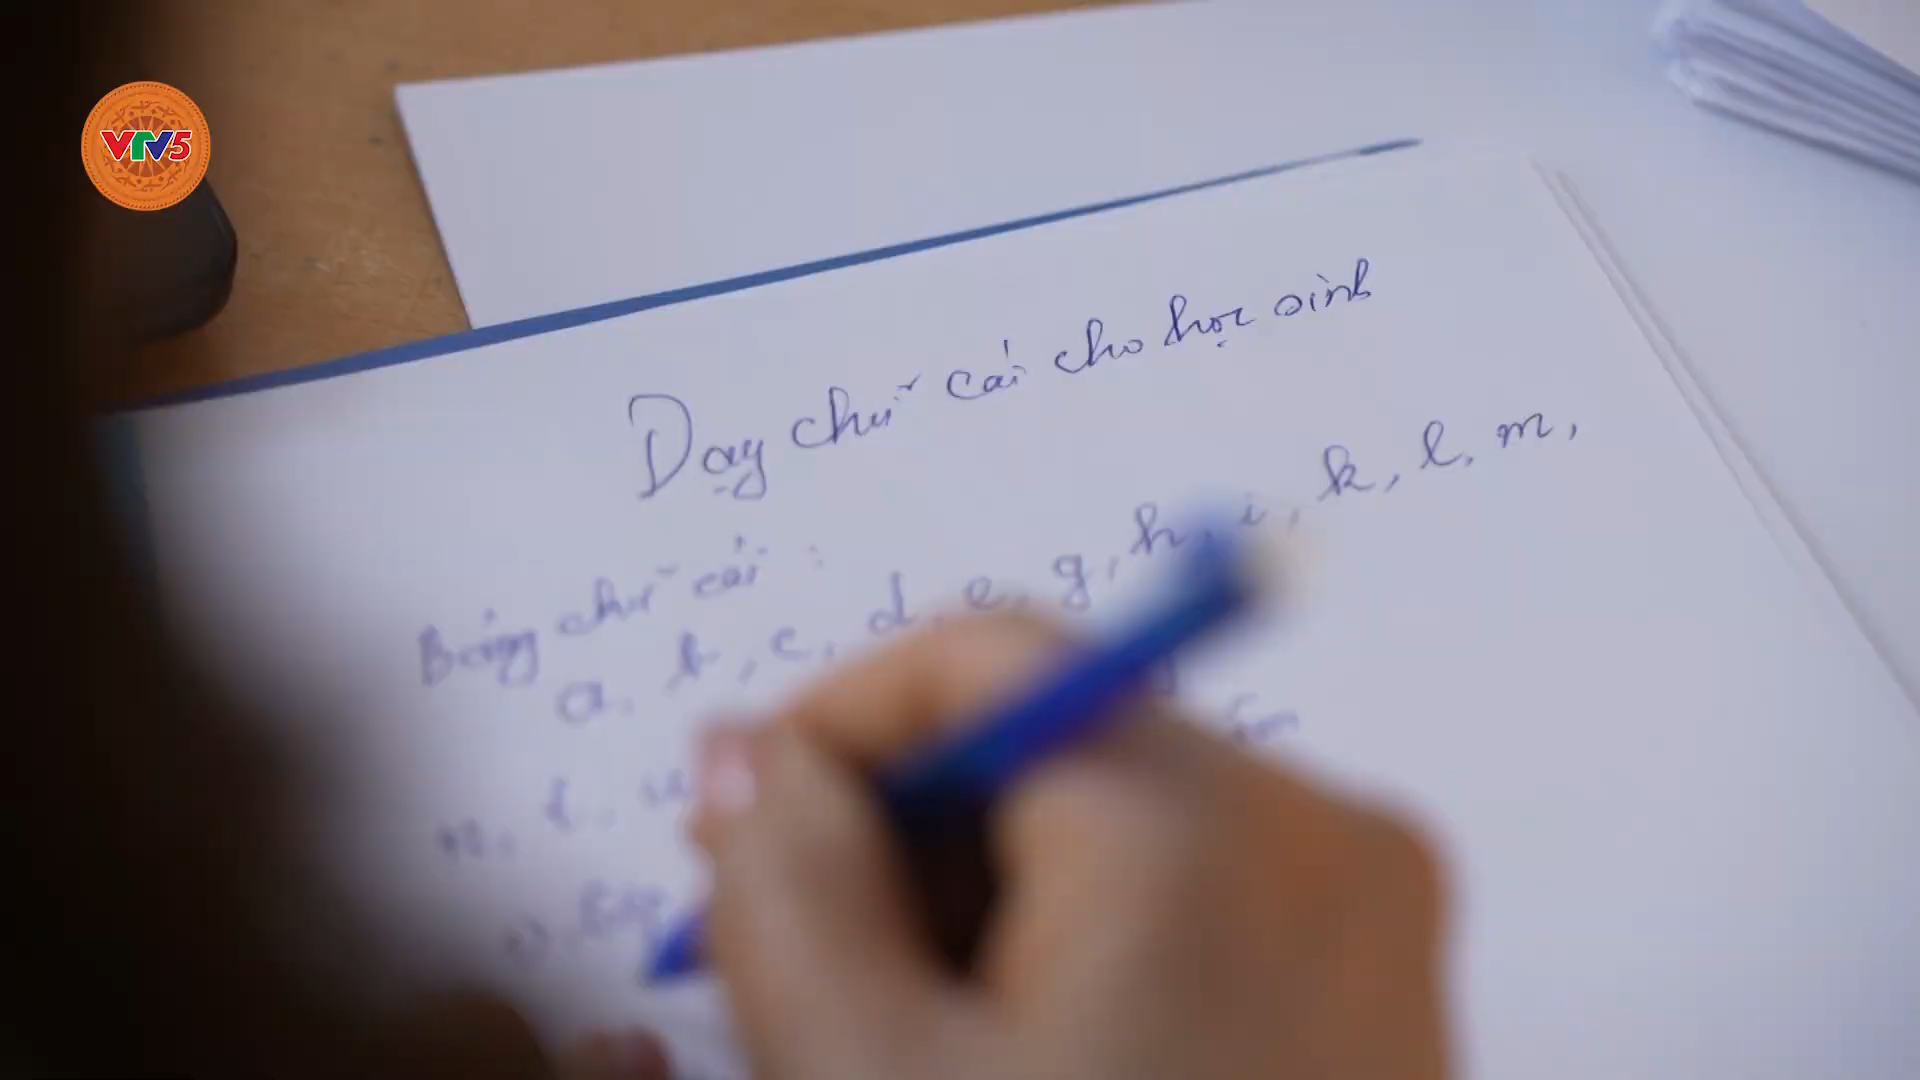 VTV5
Dạy chữ cái cho học sinh
Bảng chữ cái :
a, b, c, d, e, g, h, i, k, l, m,